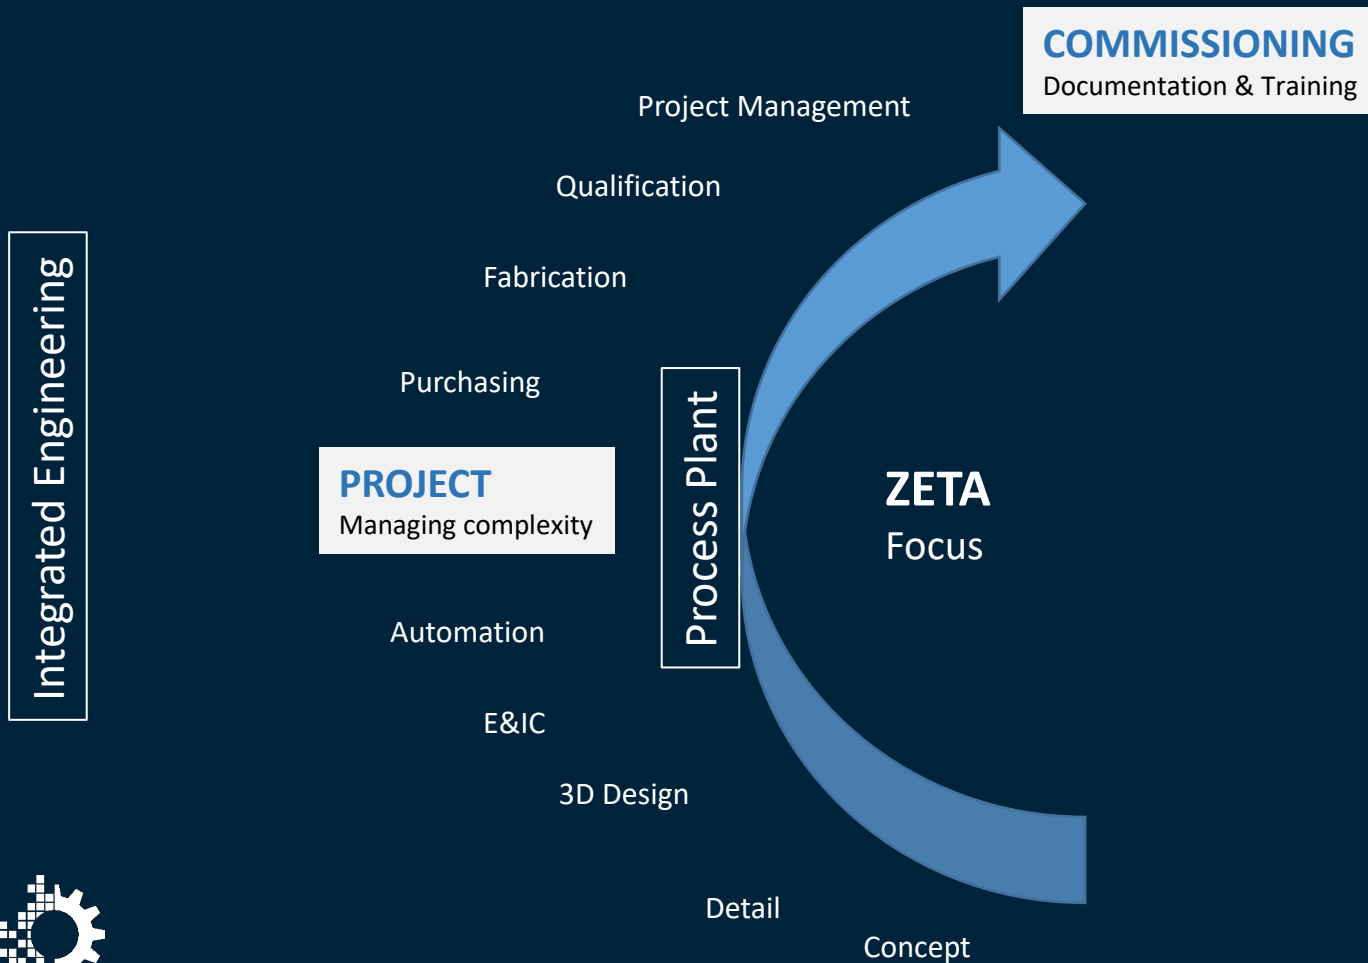 COMMISSIONING
Documentation & Training
Project Management
Qualification
Fabrication
Purchasing
Integrated Engineering
PROJECT
Managing complexity
Process Plant
ZETA
Focus
Automation
E&IC
3D Design
Detail
Concept